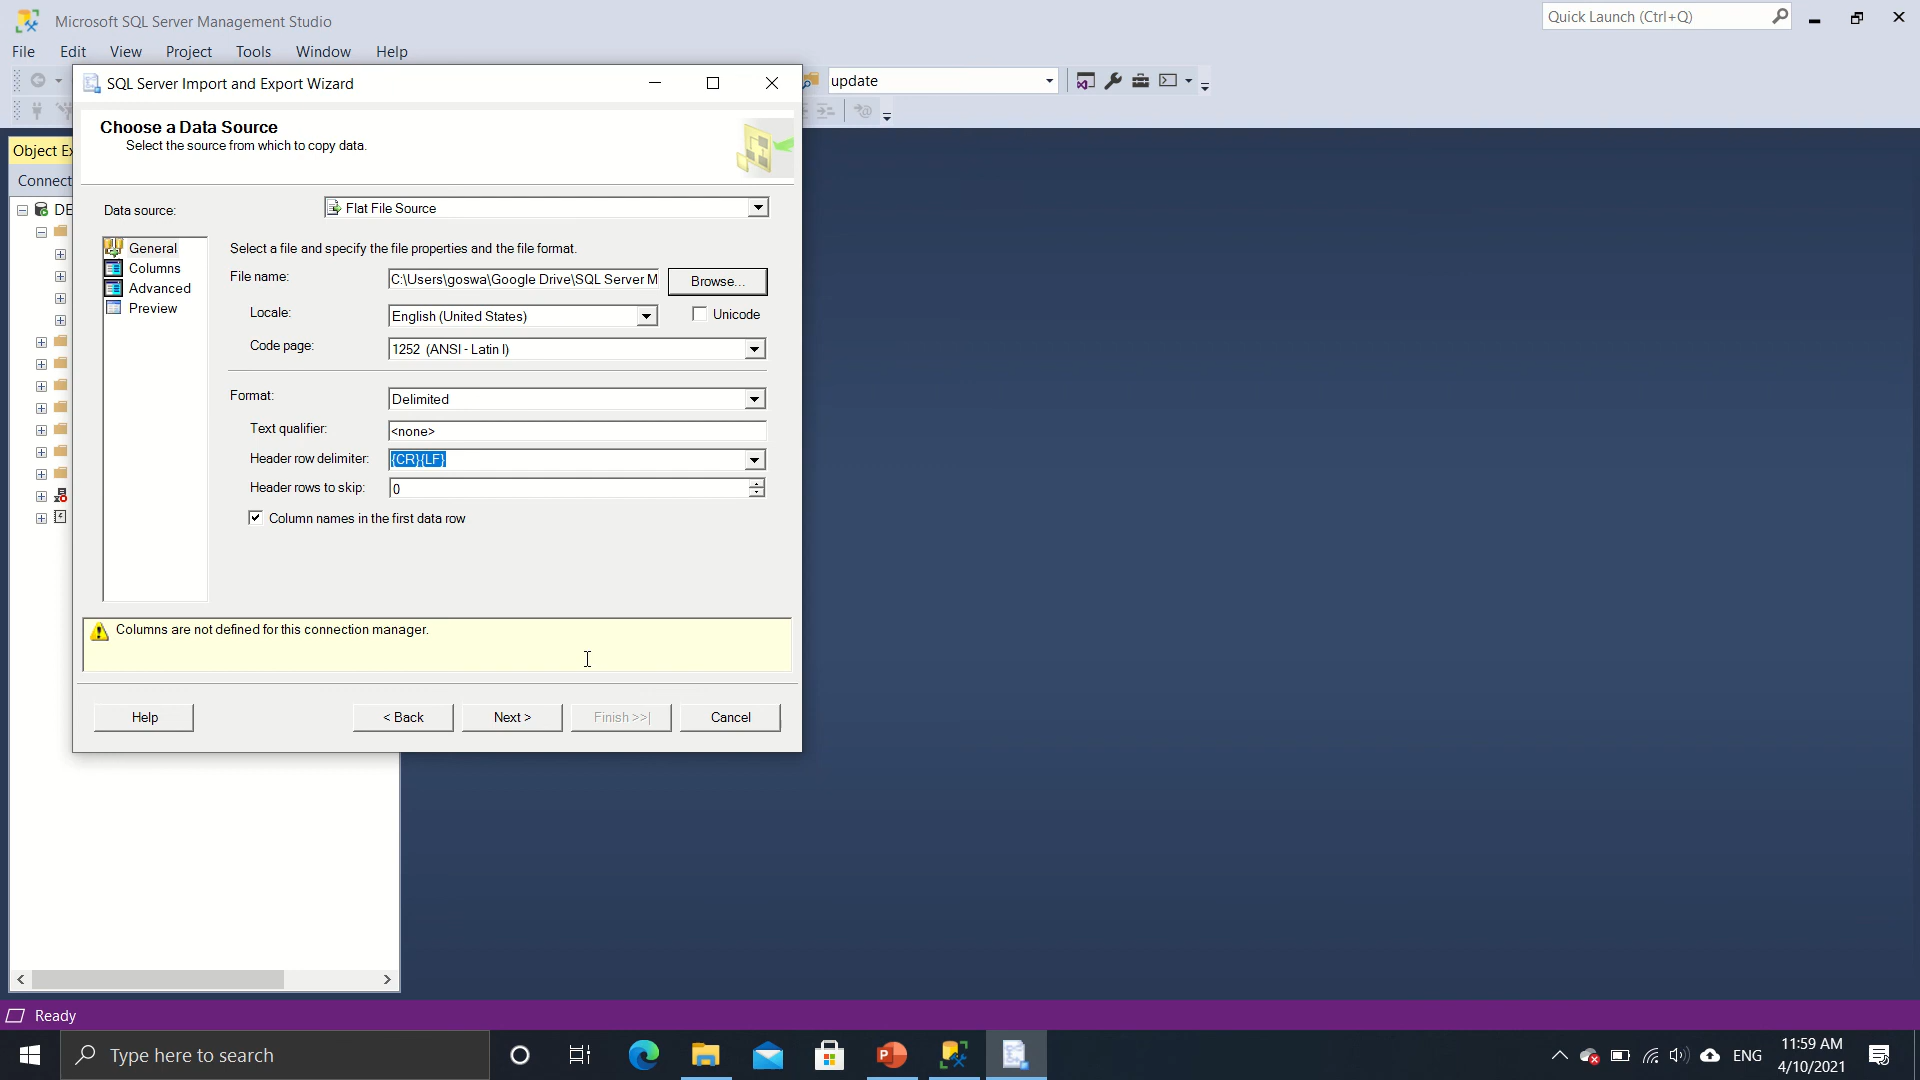 Microsoft SQL Server Management Studio
Quick Launch (Ctrl+Q)
File Edit View Project Tools Window Help
SQL Server Import and Export Wizard
update
Choose a Data Source
Select the source from which to copy data.
Object Ex
Connect
DE
Data source:
Flat File Source
General
Columns
Advanced
Preview
Select a file and specify the file properties and the file format.
File name:
C:\Users\goswa\Google Drive\SQL Server M
Browse...
Locale:
English (United States)
Unicode
Code page:
1252 (ANSI - Latin I)
Format:
Delimited
Text qualifier:
<none>
Header row delimiter:
{CR}{LF}
Header rows to skip:
0
Column names in the first data row
Columns are not defined for this connection manager.
Help
< Back
Next >
Finish >>|
Cancel
Ready
Type here to search
ENG
11:59 AM
4/10/2021